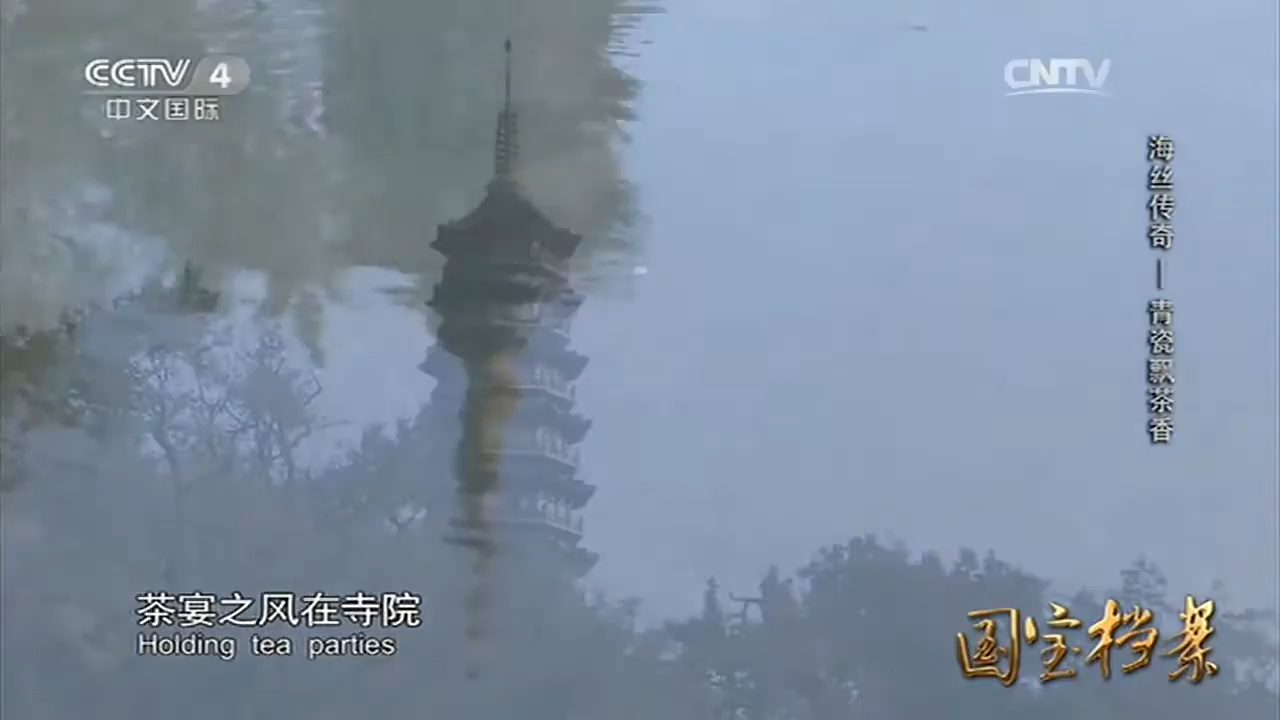 CCTV 4
中文国际
CNTV
海丝传奇—青瓷飘茶香
茶宴之风在寺院
Holding tea parties
国宝档案